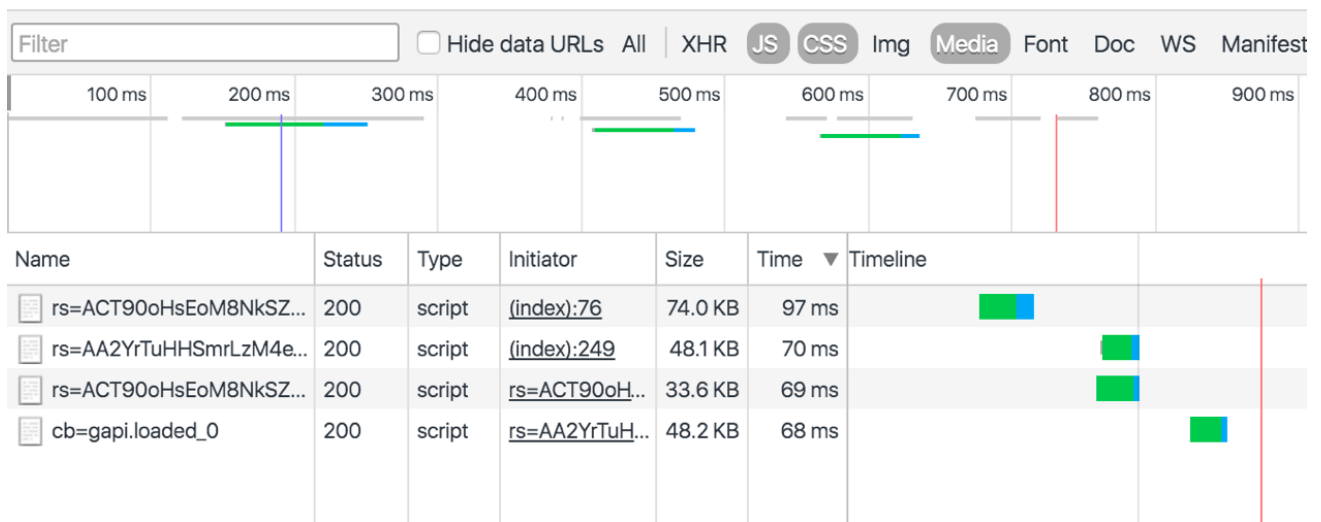 Filter Hide data URLs All XHR JS CSS Img Media Font Doc WS Manifest
100 ms 200 ms 300 ms 400 ms 500 ms 600 ms 700 ms 800 ms 900 ms
Name Status Type Initiator Size Time ▼ Timeline
rs=ACT90oHsEoM8NkSZ... 200 script (index):76 74.0 KB 97 ms
rs=AA2YrTuHHSmrLzM4e... 200 script (index):249 48.1 KB 70 ms
rs=ACT90oHsEoM8NkSZ... 200 script rs=ACT90oH... 33.6 KB 69 ms
cb=gapi.loaded_0 200 script rs=AA2YrTuH... 48.2 KB 68 ms